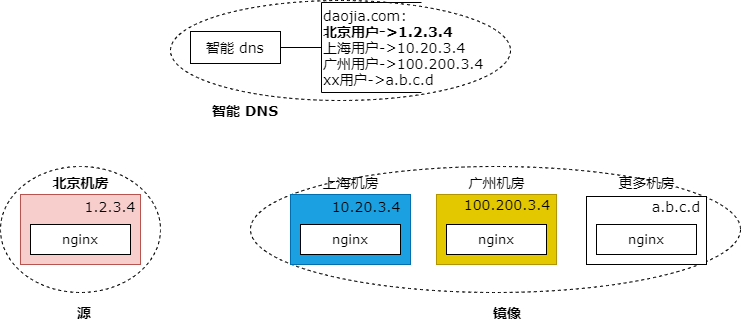 智能 dns
daojia.com：
北京用户->1.2.3.4
上海用户->10.20.3.4
广州用户->100.200.3.4
xx用户->a.b.c.d
智能 DNS
北京机房
1.2.3.4
nginx
源
上海机房
10.20.3.4
nginx
广州机房
100.200.3.4
nginx
更多机房
a.b.c.d
nginx
镜像